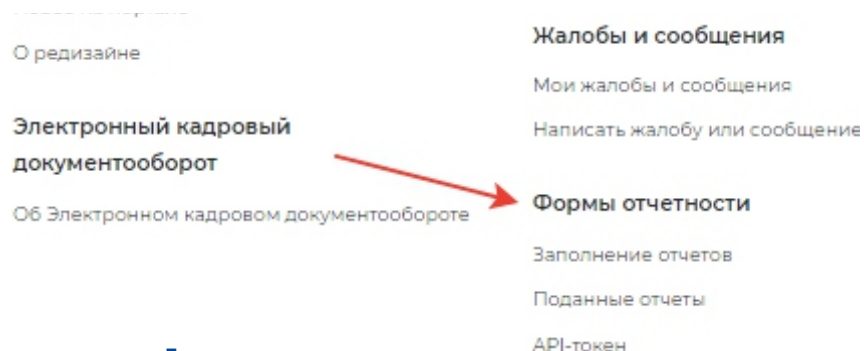 О редизайне
Электронный кадровый
документооборот
Об Электронном кадровом документообороте
Жалобы и сообщения
Мои жалобы и сообщения
Написать жалобу или сообщение
Формы отчетности
Заполнение отчетов
Поданные отчеты
API-токен